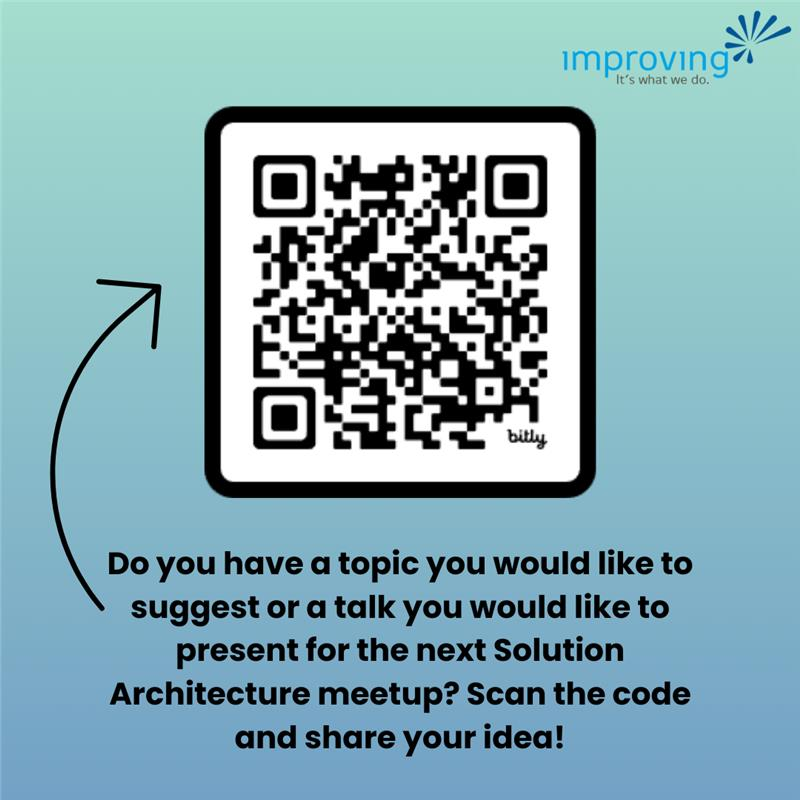 improving
It's what we do.
bitly
Do you have a topic you would like to
suggest or a talk you would like to
present for the next Solution
Architecture meetup? Scan the code
and share your idea!